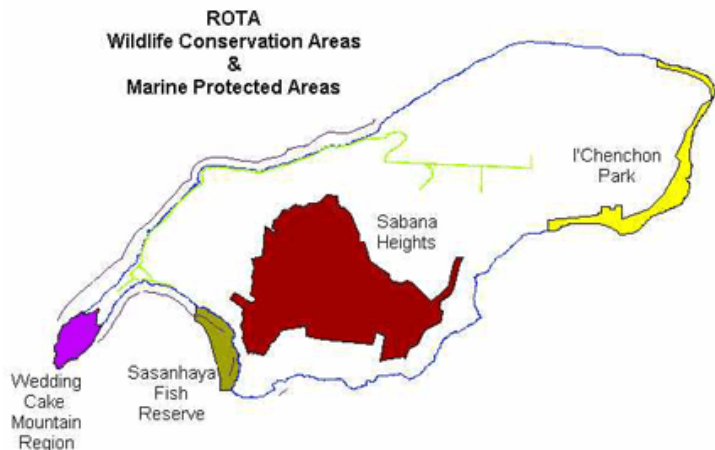 ROTA
Wildlife Conservation Areas
&
Marine Protected Areas
I'Chenchon
Park
Sabana
Heights
Sasanhaya
Fish
Reserve
Wedding
Cake
Mountain
Region